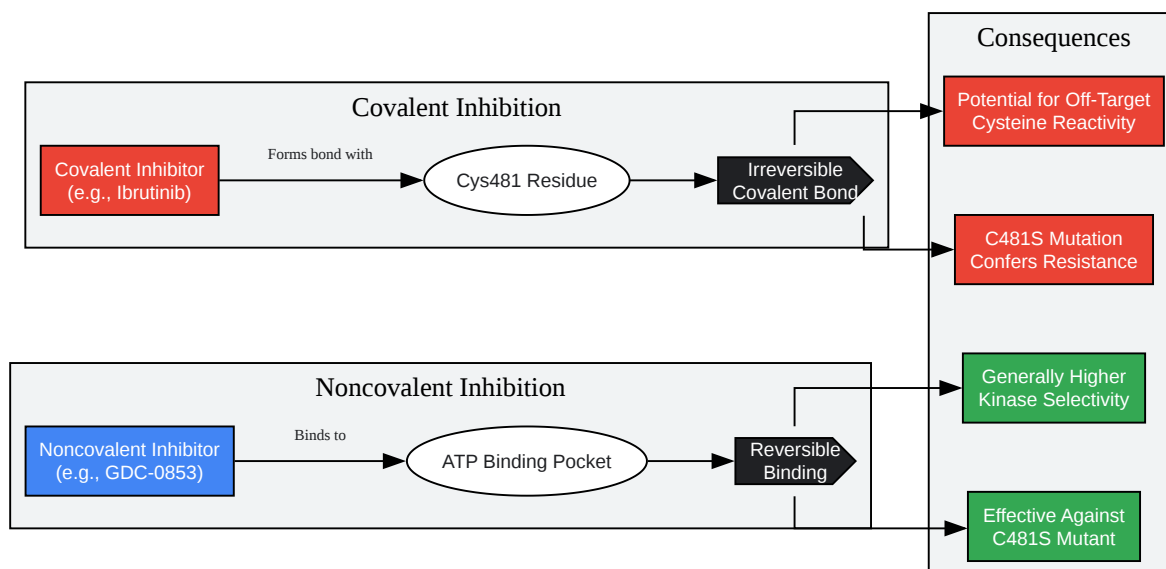 Consequences
Covalent Inhibition
Covalent Inhibitor
(e.g., Ibrutinib)
Forms bond with
Cys481 Residue
Irreversible
Covalent Bond
Potential for Off-Target
Cysteine Reactivity
C481S Mutation
Confers Resistance
Noncovalent Inhibition
Noncovalent Inhibitor
(e.g., GDC-0853)
Binds to
ATP Binding Pocket
Reversible
Binding
Generally Higher
Kinase Selectivity
Effective Against
C481S Mutant